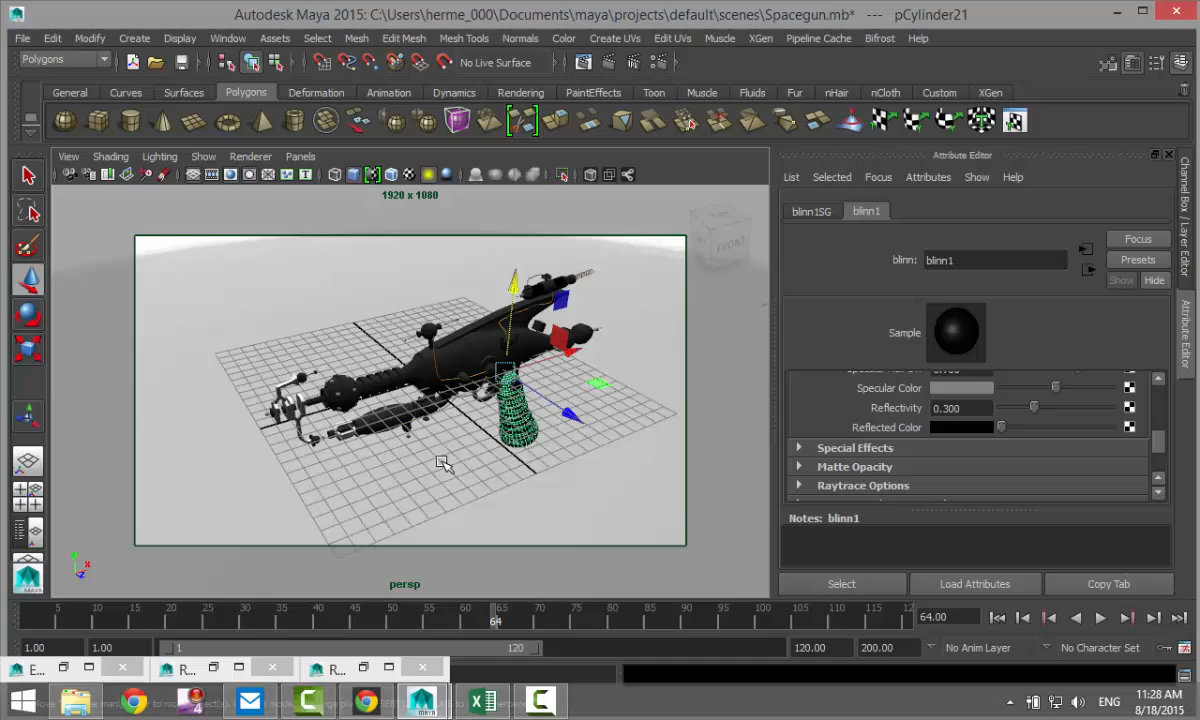 Autodesk Maya 2015: C:\Users\herme_000\Documents\maya\projects\default\scenes\Spacegun.mb* --- pCylinder21
File Edit Modify Create Display Window Assets Select Mesh Edit Mesh Mesh Tools Normals Color Create UVs Edit UVs Muscle XGen Pipeline Cache Bifrost Help
Polygons No Live Surface
General Curves Surfaces Polygons Deformation Animation Dynamics Rendering PaintEffects Toon Muscle Fluids Fur nHair nCloth Custom XGen
View Shading Lighting Show Renderer Panels
Attribute Editor
List Selected Focus Attributes Show Help
1920 x 1080
blinn1SG blinn1
FRONT
blinn: blinn1
Focus
Presets
Show Hide
Sample
Specular Color
Reflectivity 0.300
Reflected Color
Special Effects
Matte Opacity
Raytrace Options
Notes: blinn1
Select Load Attributes Copy Tab
Channel Box / Layer Editor
Attribute Editor
persp
5 10 15 20 25 30 35 40 45 50 55 60 65 70 75 80 85 90 95 100 105 110 115 12
64
64.00
1.00 1.00 1 120 120.00 200.00 No Anim Layer No Character Set
E... R... R...
ENG
11:28 AM
8/18/2015